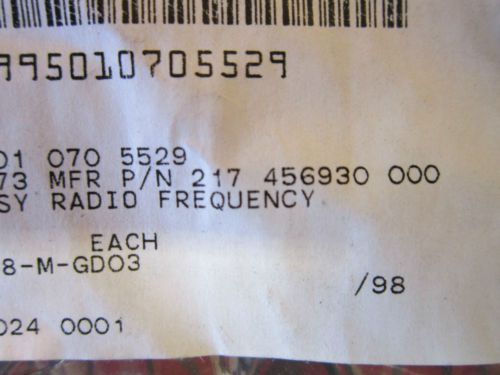 995010705529
01 070 5529
73 MFR P/N 217 456930 000
SY RADIO FREQUENCY
EACH
8-M-GD03
/98
024 0001